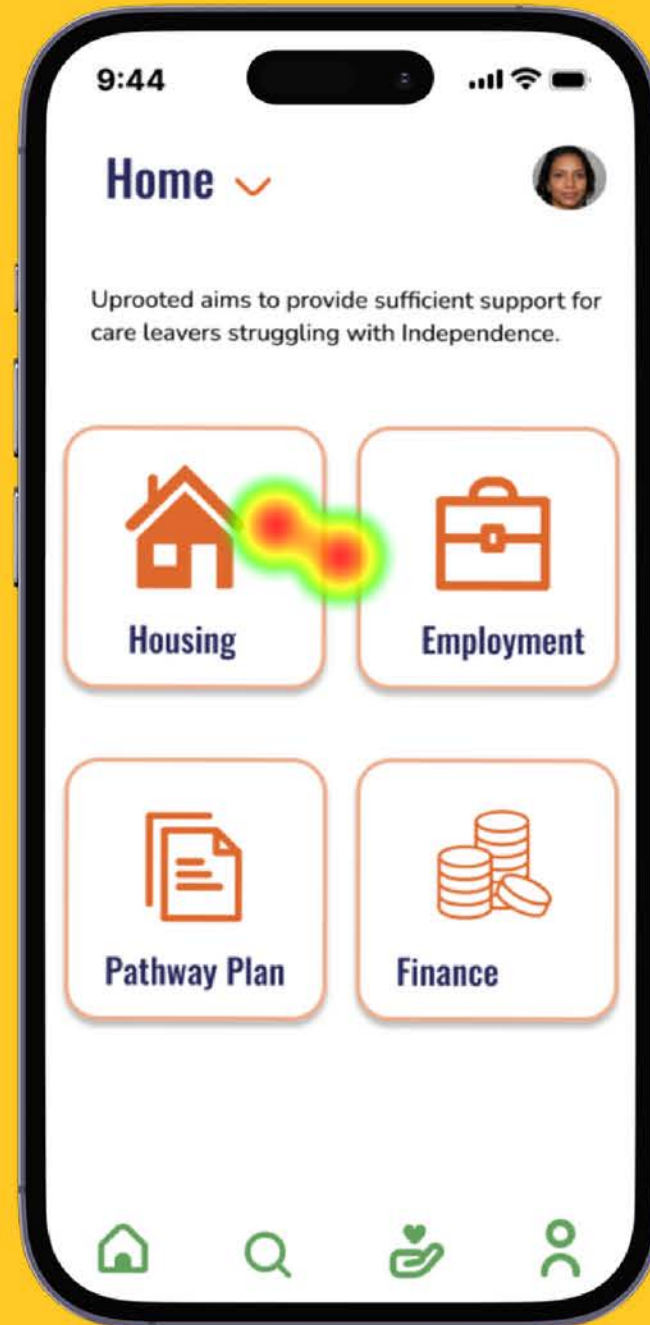 9:44
Home
Uprooted aims to provide sufficient support for
care leavers struggling with Independence.
Housing
Employment
Pathway Plan
Finance